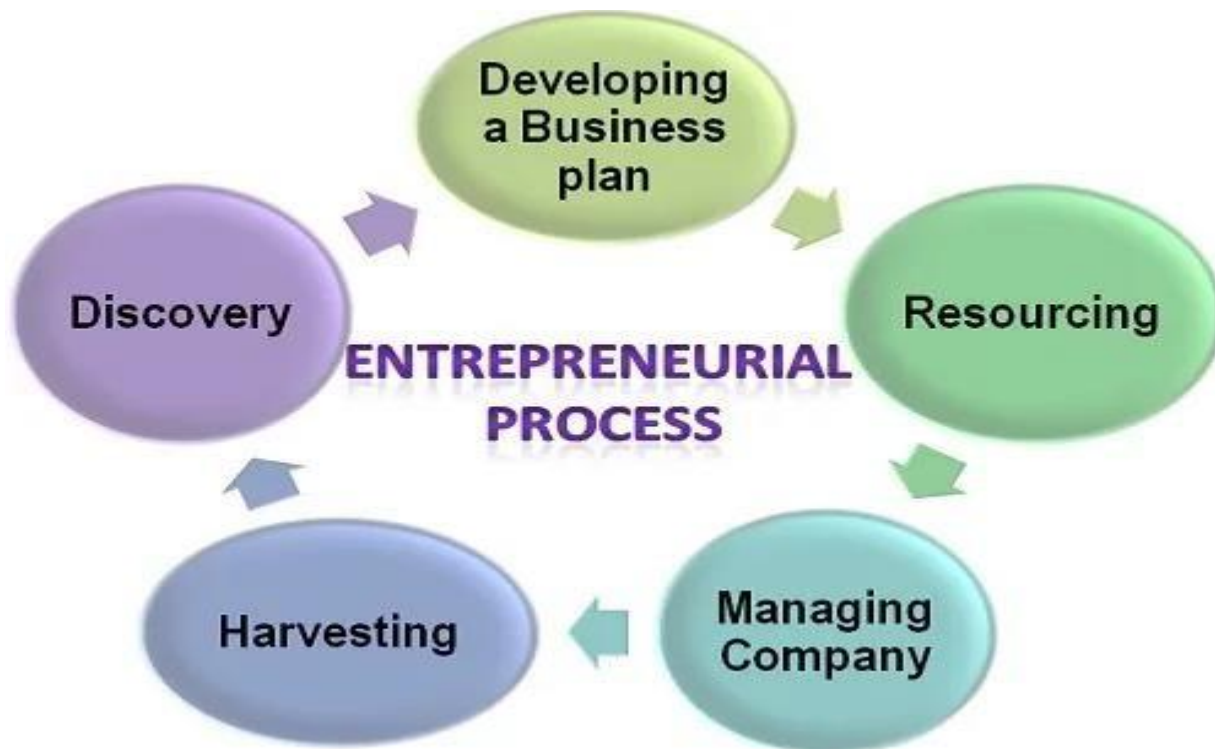 Developing
a Business
plan
Discovery
Resourcing
ENTREPRENEURIAL
PROCESS
Harvesting
Managing
Company